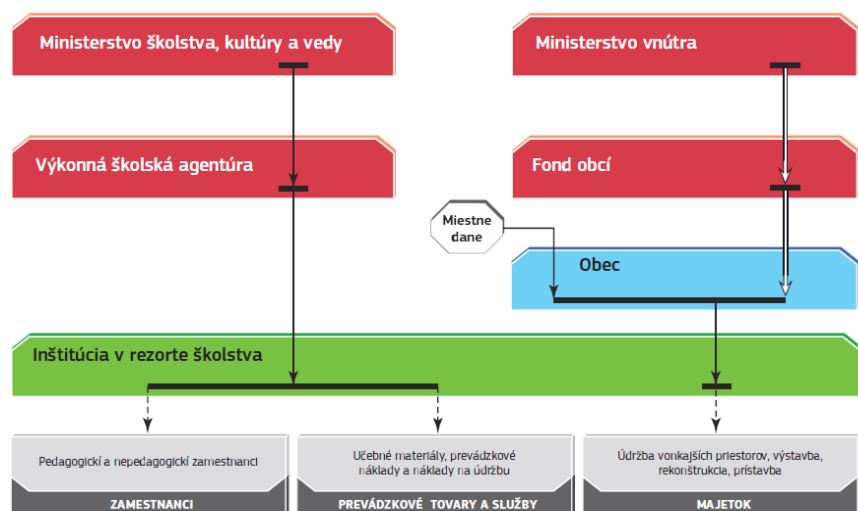 Ministerstvo školstva, kultúry a vedy
Ministerstvo vnútra
Výkonná školská agentúra
Fond obcí
Miestne
dane
Obec
Inštitúcia v rezorte školstva
Pedagogickí a nepedagogickí zamestnanci
Učebné materiály, prevádzkové
náklady a náklady na údržbu
Údržba vonkajších priestorov, výstavba,
rekonštrukcia, prístavba
ZAMESTNANCI
PREVÁDZKOVÉ TOVARY A SLUŽBY
MAJETOK